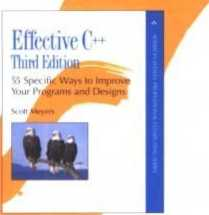 Effective C++
Third Edition
55 Specific Ways to Improve
Your Programs and Designs
Scott Meyers